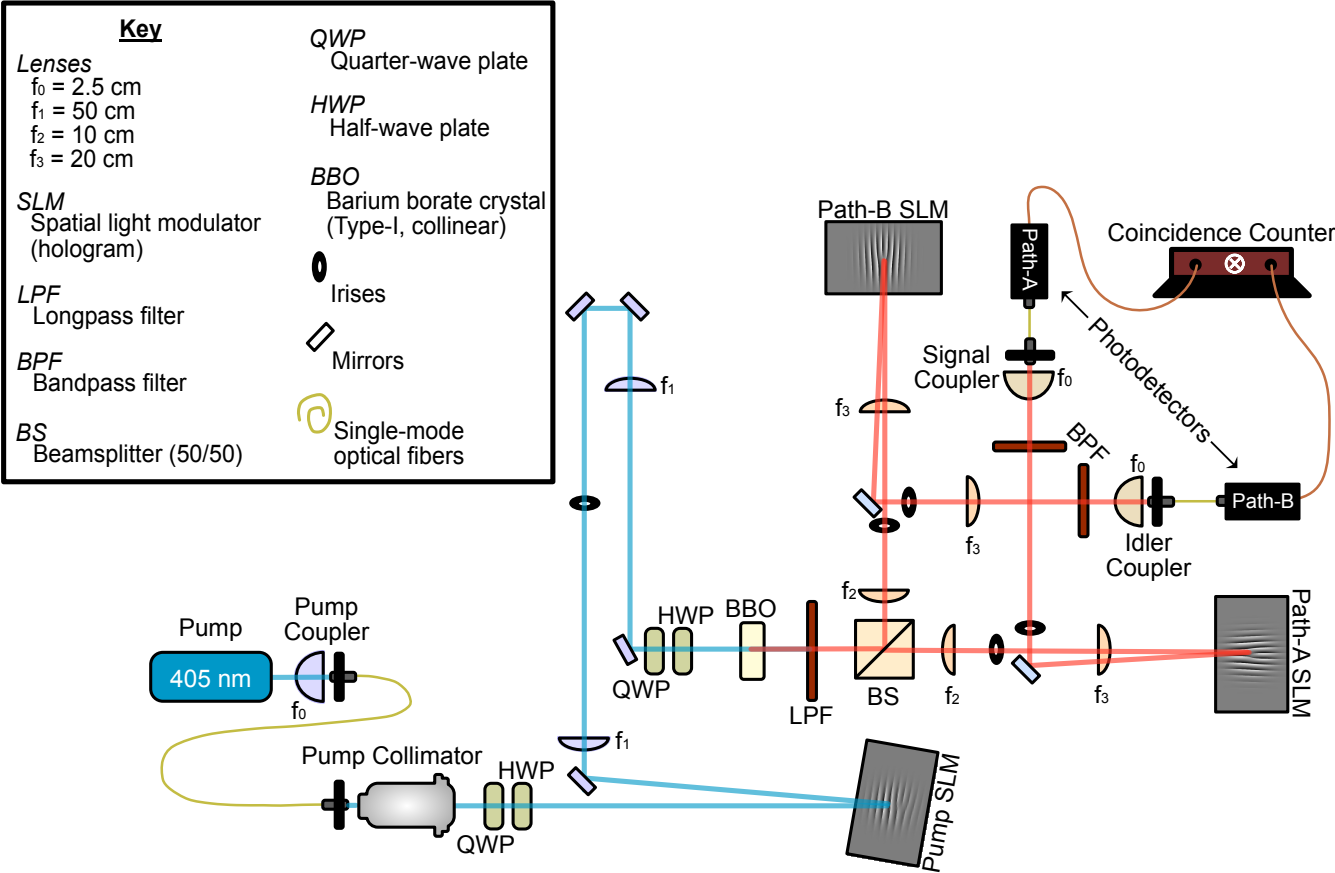 Key
Lenses
f₀ = 2.5 cm
f₁ = 50 cm
f₂ = 10 cm
f₃ = 20 cm
SLM
Spatial light modulator
(hologram)
LPF
Longpass filter
BPF
Bandpass filter
BS
Beamsplitter (50/50)
QWP
Quarter-wave plate
HWP
Half-wave plate
BBO
Barium borate crystal
(Type-I, collinear)
Irises
Mirrors
Single-mode
optical fibers
Pump
405 nm
Pump
Coupler
f₀
Pump Collimator
QWP
HWP
Pump SLM
f₁
f₁
QWP
HWP
BBO
LPF
BS
f₂
f₂
f₃
Path-A SLM
Path-B SLM
f₃
f₃
BPF
f₀
Idler
Coupler
Path-B
Signal
Coupler
f₀
Path-A
Photodetectors
Coincidence Counter